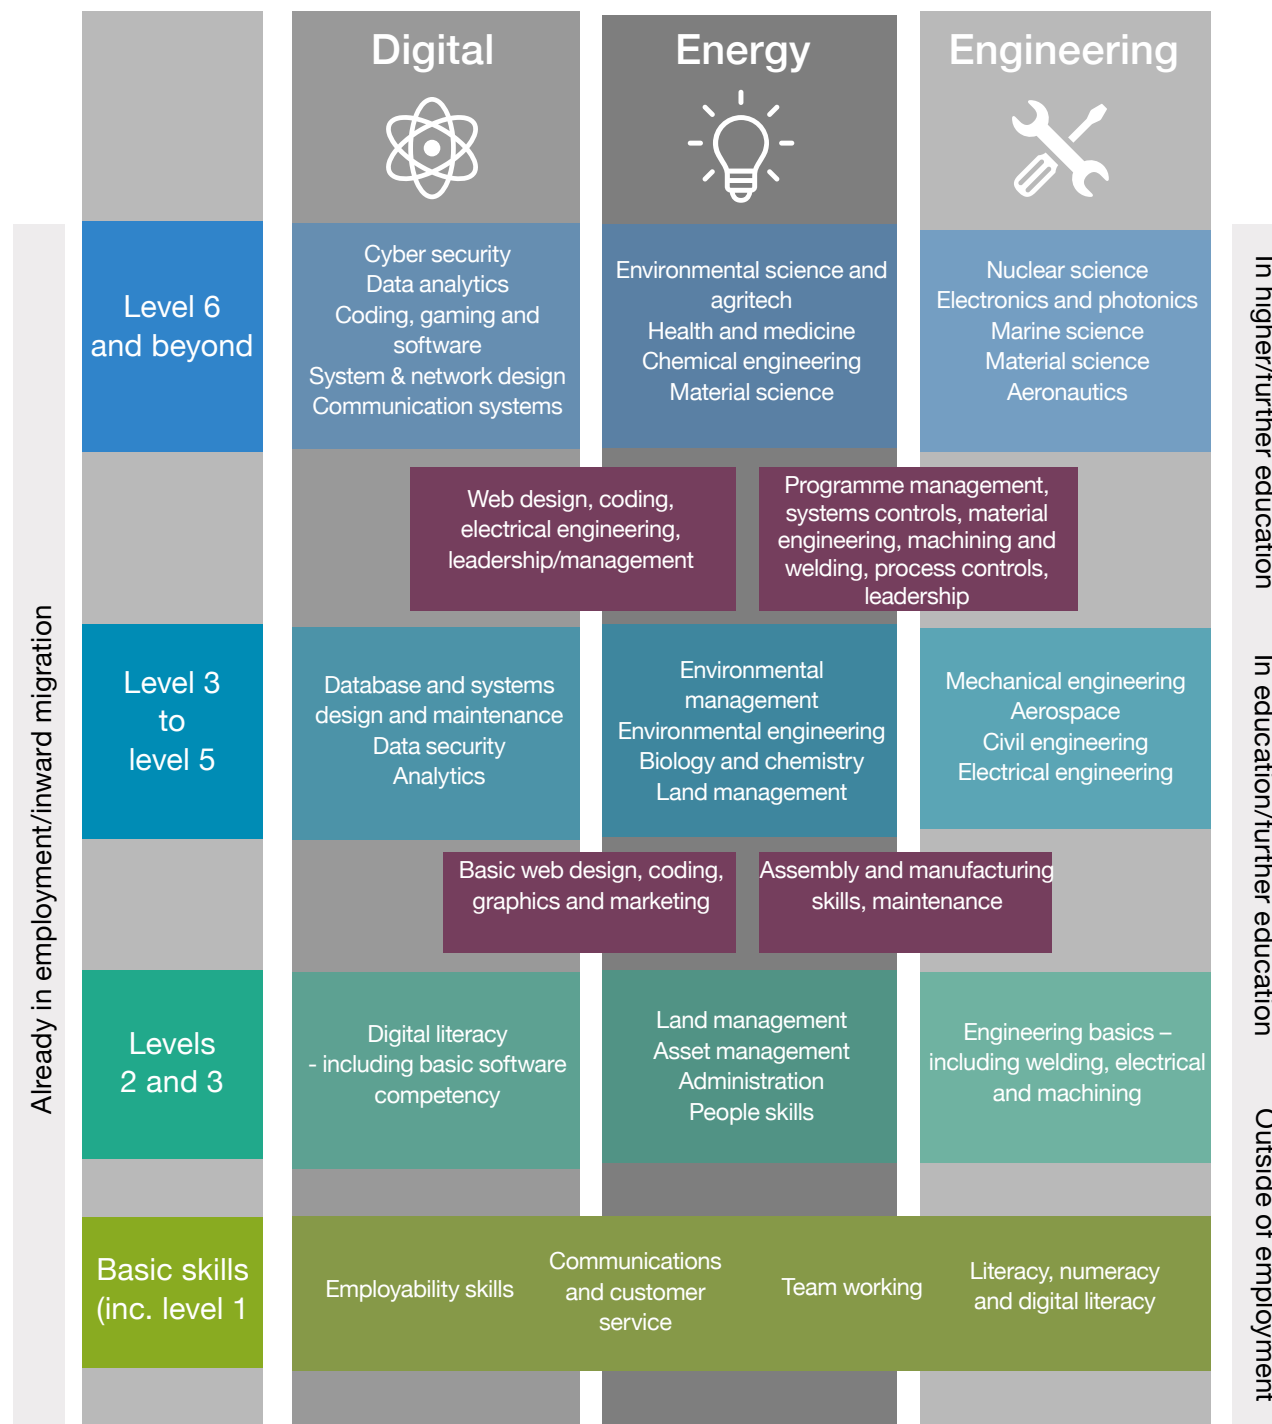 Digital
Energy
Engineering
Already in employment/inward migration
Level 6
and beyond
Cyber security
Data analytics
Coding, gaming and
software
System & network design
Communication systems
Environmental science and
agritech
Health and medicine
Chemical engineering
Material science
Nuclear science
Electronics and photonics
Marine science
Material science
Aeronautics
In higher/further education
Web design, coding,
electrical engineering,
leadership/management
Programme management,
systems controls, material
engineering, machining and
welding, process controls,
leadership
Level 3
to
level 5
Database and systems
design and maintenance
Data security
Analytics
Environmental
management
Environmental engineering
Biology and chemistry
Land management
Mechanical engineering
Aerospace
Civil engineering
Electrical engineering
In education/further education
Basic web design, coding,
graphics and marketing
Assembly and manufacturing
skills, maintenance
Levels
2 and 3
Digital literacy
- including basic software
competency
Land management
Asset management
Administration
People skills
Engineering basics –
including welding, electrical
and machining
Outside of employment
Basic skills
(inc. level 1
Employability skills
Communications
and customer
service
Team working
Literacy, numeracy
and digital literacy